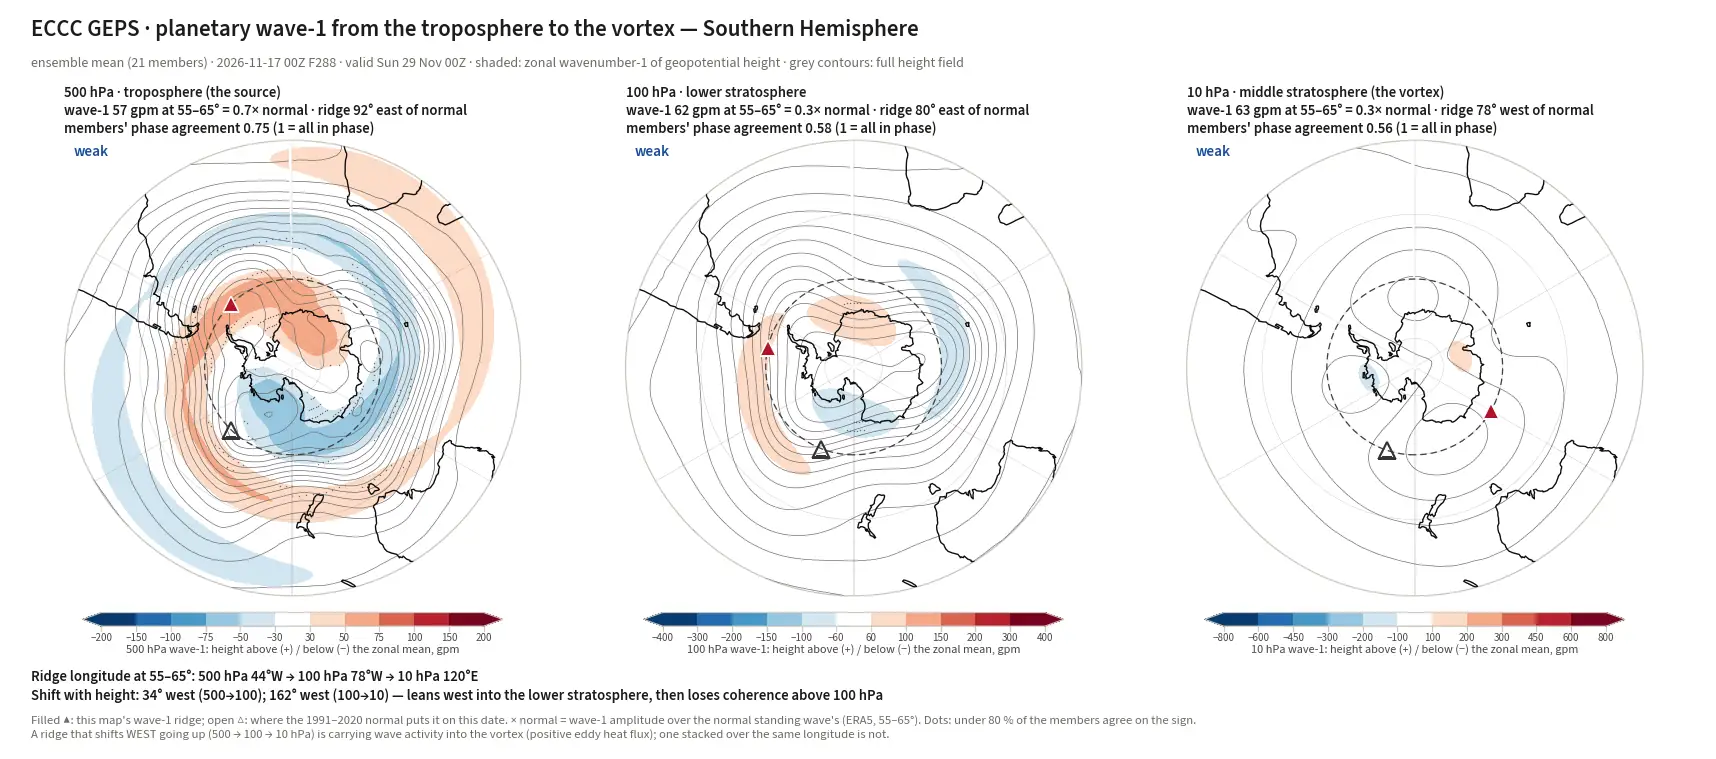 ECCC GEPS · planetary wave-1 from the troposphere to the vortex — Southern Hemisphere
ensemble mean (21 members) · 2026-11-17 00Z F288 · valid Sun 29 Nov 00Z · shaded: zonal wavenumber-1 of geopotential height · grey contours: full height field
500 hPa · troposphere (the source)
wave-1 57 gpm at 55–65° = 0.7× normal · ridge 92° east of normal
members' phase agreement 0.75 (1 = all in phase)
weak
100 hPa · lower stratosphere
wave-1 62 gpm at 55–65° = 0.3× normal · ridge 80° east of normal
members' phase agreement 0.58 (1 = all in phase)
weak
10 hPa · middle stratosphere (the vortex)
wave-1 63 gpm at 55–65° = 0.3× normal · ridge 78° west of normal
members' phase agreement 0.56 (1 = all in phase)
weak
−200 −150 −100 −75 −50 −30 30 50 75 100 150 200
500 hPa wave-1: height above (+) / below (−) the zonal mean, gpm
−400 −300 −200 −150 −100 −60 60 100 150 200 300 400
100 hPa wave-1: height above (+) / below (−) the zonal mean, gpm
−800 −600 −450 −300 −200 −100 100 200 300 450 600 800
10 hPa wave-1: height above (+) / below (−) the zonal mean, gpm
Ridge longitude at 55–65°: 500 hPa 44°W → 100 hPa 78°W → 10 hPa 120°E
Shift with height: 34° west (500→100); 162° west (100→10) — leans west into the lower stratosphere, then loses coherence above 100 hPa
Filled ▲: this map's wave-1 ridge; open △: where the 1991–2020 normal puts it on this date. × normal = wave-1 amplitude over the normal standing wave's (ERA5, 55–65°). Dots: under 80 % of the members agree on the sign.
A ridge that shifts WEST going up (500 → 100 → 10 hPa) is carrying wave activity into the vortex (positive eddy heat flux); one stacked over the same longitude is not.